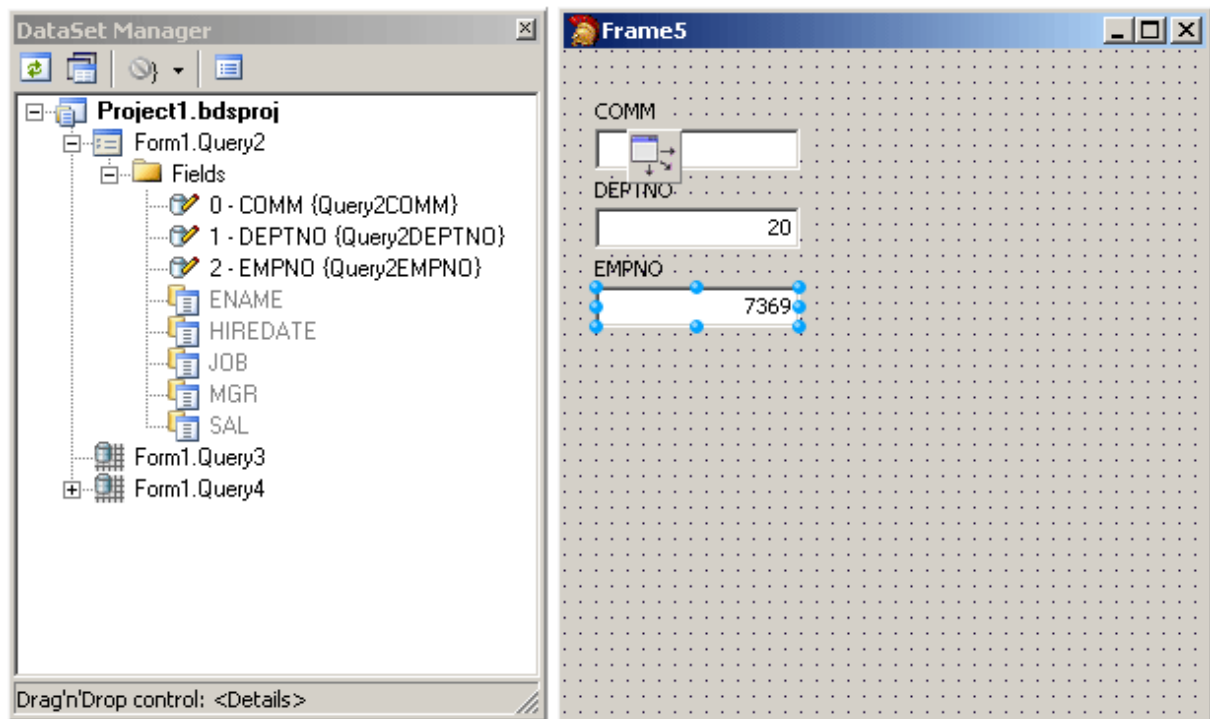 DataSet Manager
Project1.bdsproj
Form1.Query2
Fields
0 - COMM {Query2COMM}
1 - DEPTNO {Query2DEPTNO}
2 - EMPNO {Query2EMPNO}
ENAME
HIREDATE
JOB
MGR
SAL
Form1.Query3
Form1.Query4
Drag'n'Drop control: <Details>
Frame5
COMM
DEPTNO
20
EMPNO
7369